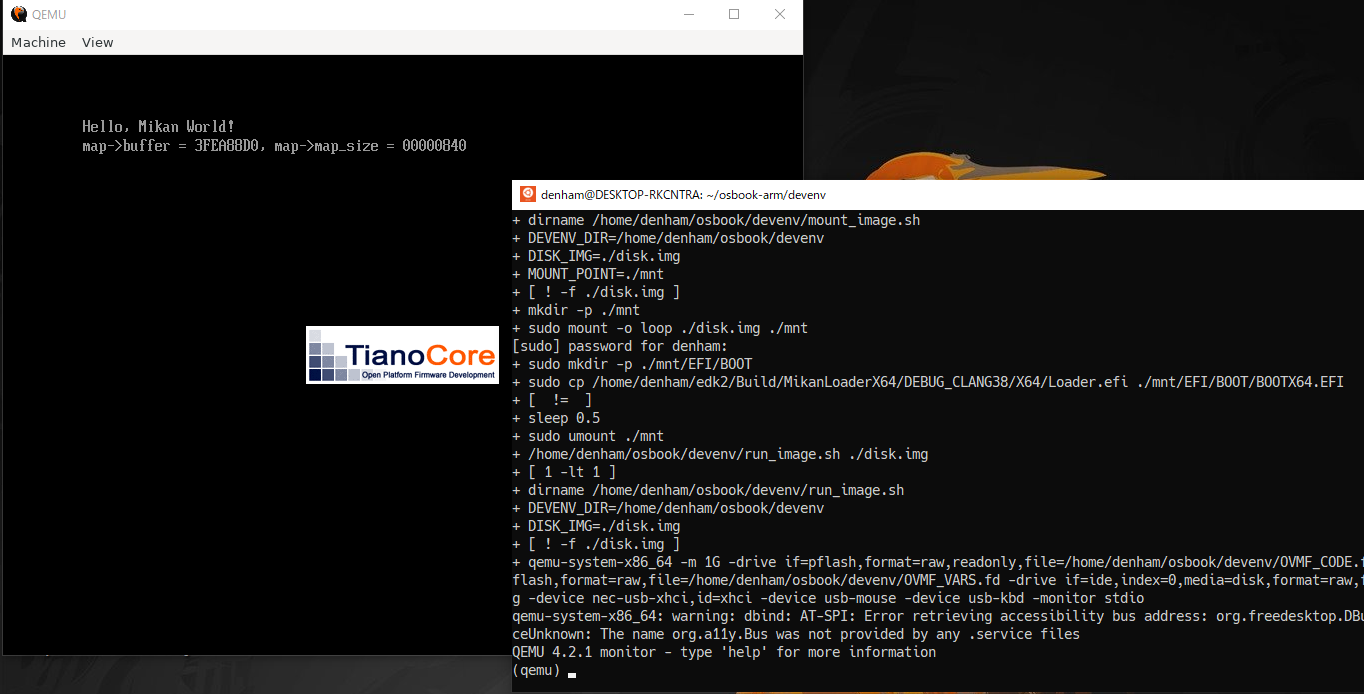 QEMU
Machine View
Hello, Mikan World!
map->buffer = 3FEA88D0, map->map_size = 00000840
TianoCore
Open Platform Firmware Development
denham@DESKTOP-RKCNTRA: ~/osbook-arm/devenv
+ dirname /home/denham/osbook/devenv/mount_image.sh
+ DEVENV_DIR=/home/denham/osbook/devenv
+ DISK_IMG=./disk.img
+ MOUNT_POINT=./mnt
+ [ ! -f ./disk.img ]
+ mkdir -p ./mnt
+ sudo mount -o loop ./disk.img ./mnt
[sudo] password for denham:
+ sudo mkdir -p ./mnt/EFI/BOOT
+ sudo cp /home/denham/edk2/Build/MikanLoaderX64/DEBUG_CLANG38/X64/Loader.efi ./mnt/EFI/BOOT/BOOTX64.EFI
+ [  !=  ]
+ sleep 0.5
+ sudo umount ./mnt
+ /home/denham/osbook/devenv/run_image.sh ./disk.img
+ [ 1 -lt 1 ]
+ dirname /home/denham/osbook/devenv/run_image.sh
+ DEVENV_DIR=/home/denham/osbook/devenv
+ DISK_IMG=./disk.img
+ [ ! -f ./disk.img ]
+ qemu-system-x86_64 -m 1G -drive if=pflash,format=raw,readonly,file=/home/denham/osbook/devenv/OVMF_CODE.f
flash,format=raw,file=/home/denham/osbook/devenv/OVMF_VARS.fd -drive if=ide,index=0,media=disk,format=raw,f
g -device nec-usb-xhci,id=xhci -device usb-mouse -device usb-kbd -monitor stdio
qemu-system-x86_64: warning: dbind: AT-SPI: Error retrieving accessibility bus address: org.freedesktop.DBu
ceUnknown: The name org.a11y.Bus was not provided by any .service files
QEMU 4.2.1 monitor - type 'help' for more information
(qemu)